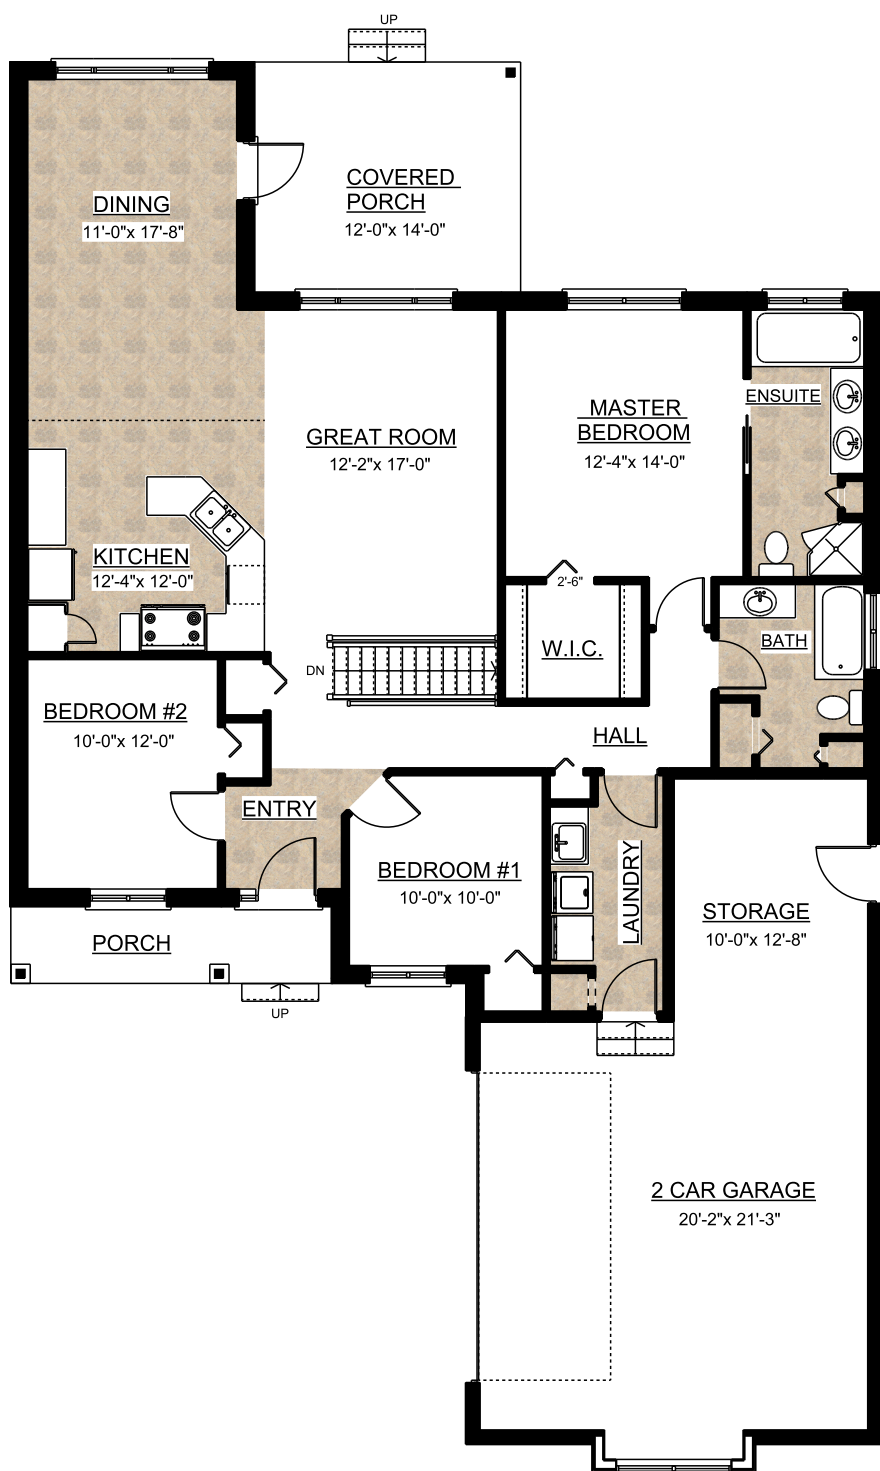 UP
COVERED
PORCH
12'-0"x 14'-0"
DINING
11'-0"x 17'-8"
GREAT ROOM
12'-2"x 17'-0"
MASTER
BEDROOM
12'-4"x 14'-0"
ENSUITE
KITCHEN
12'-4"x 12'-0"
2'-6"
W.I.C.
BATH
DN
BEDROOM #2
10'-0"x 12'-0"
HALL
ENTRY
BEDROOM #1
10'-0"x 10'-0"
LAUNDRY
STORAGE
10'-0"x 12'-8"
PORCH
UP
2 CAR GARAGE
20'-2"x 21'-3"